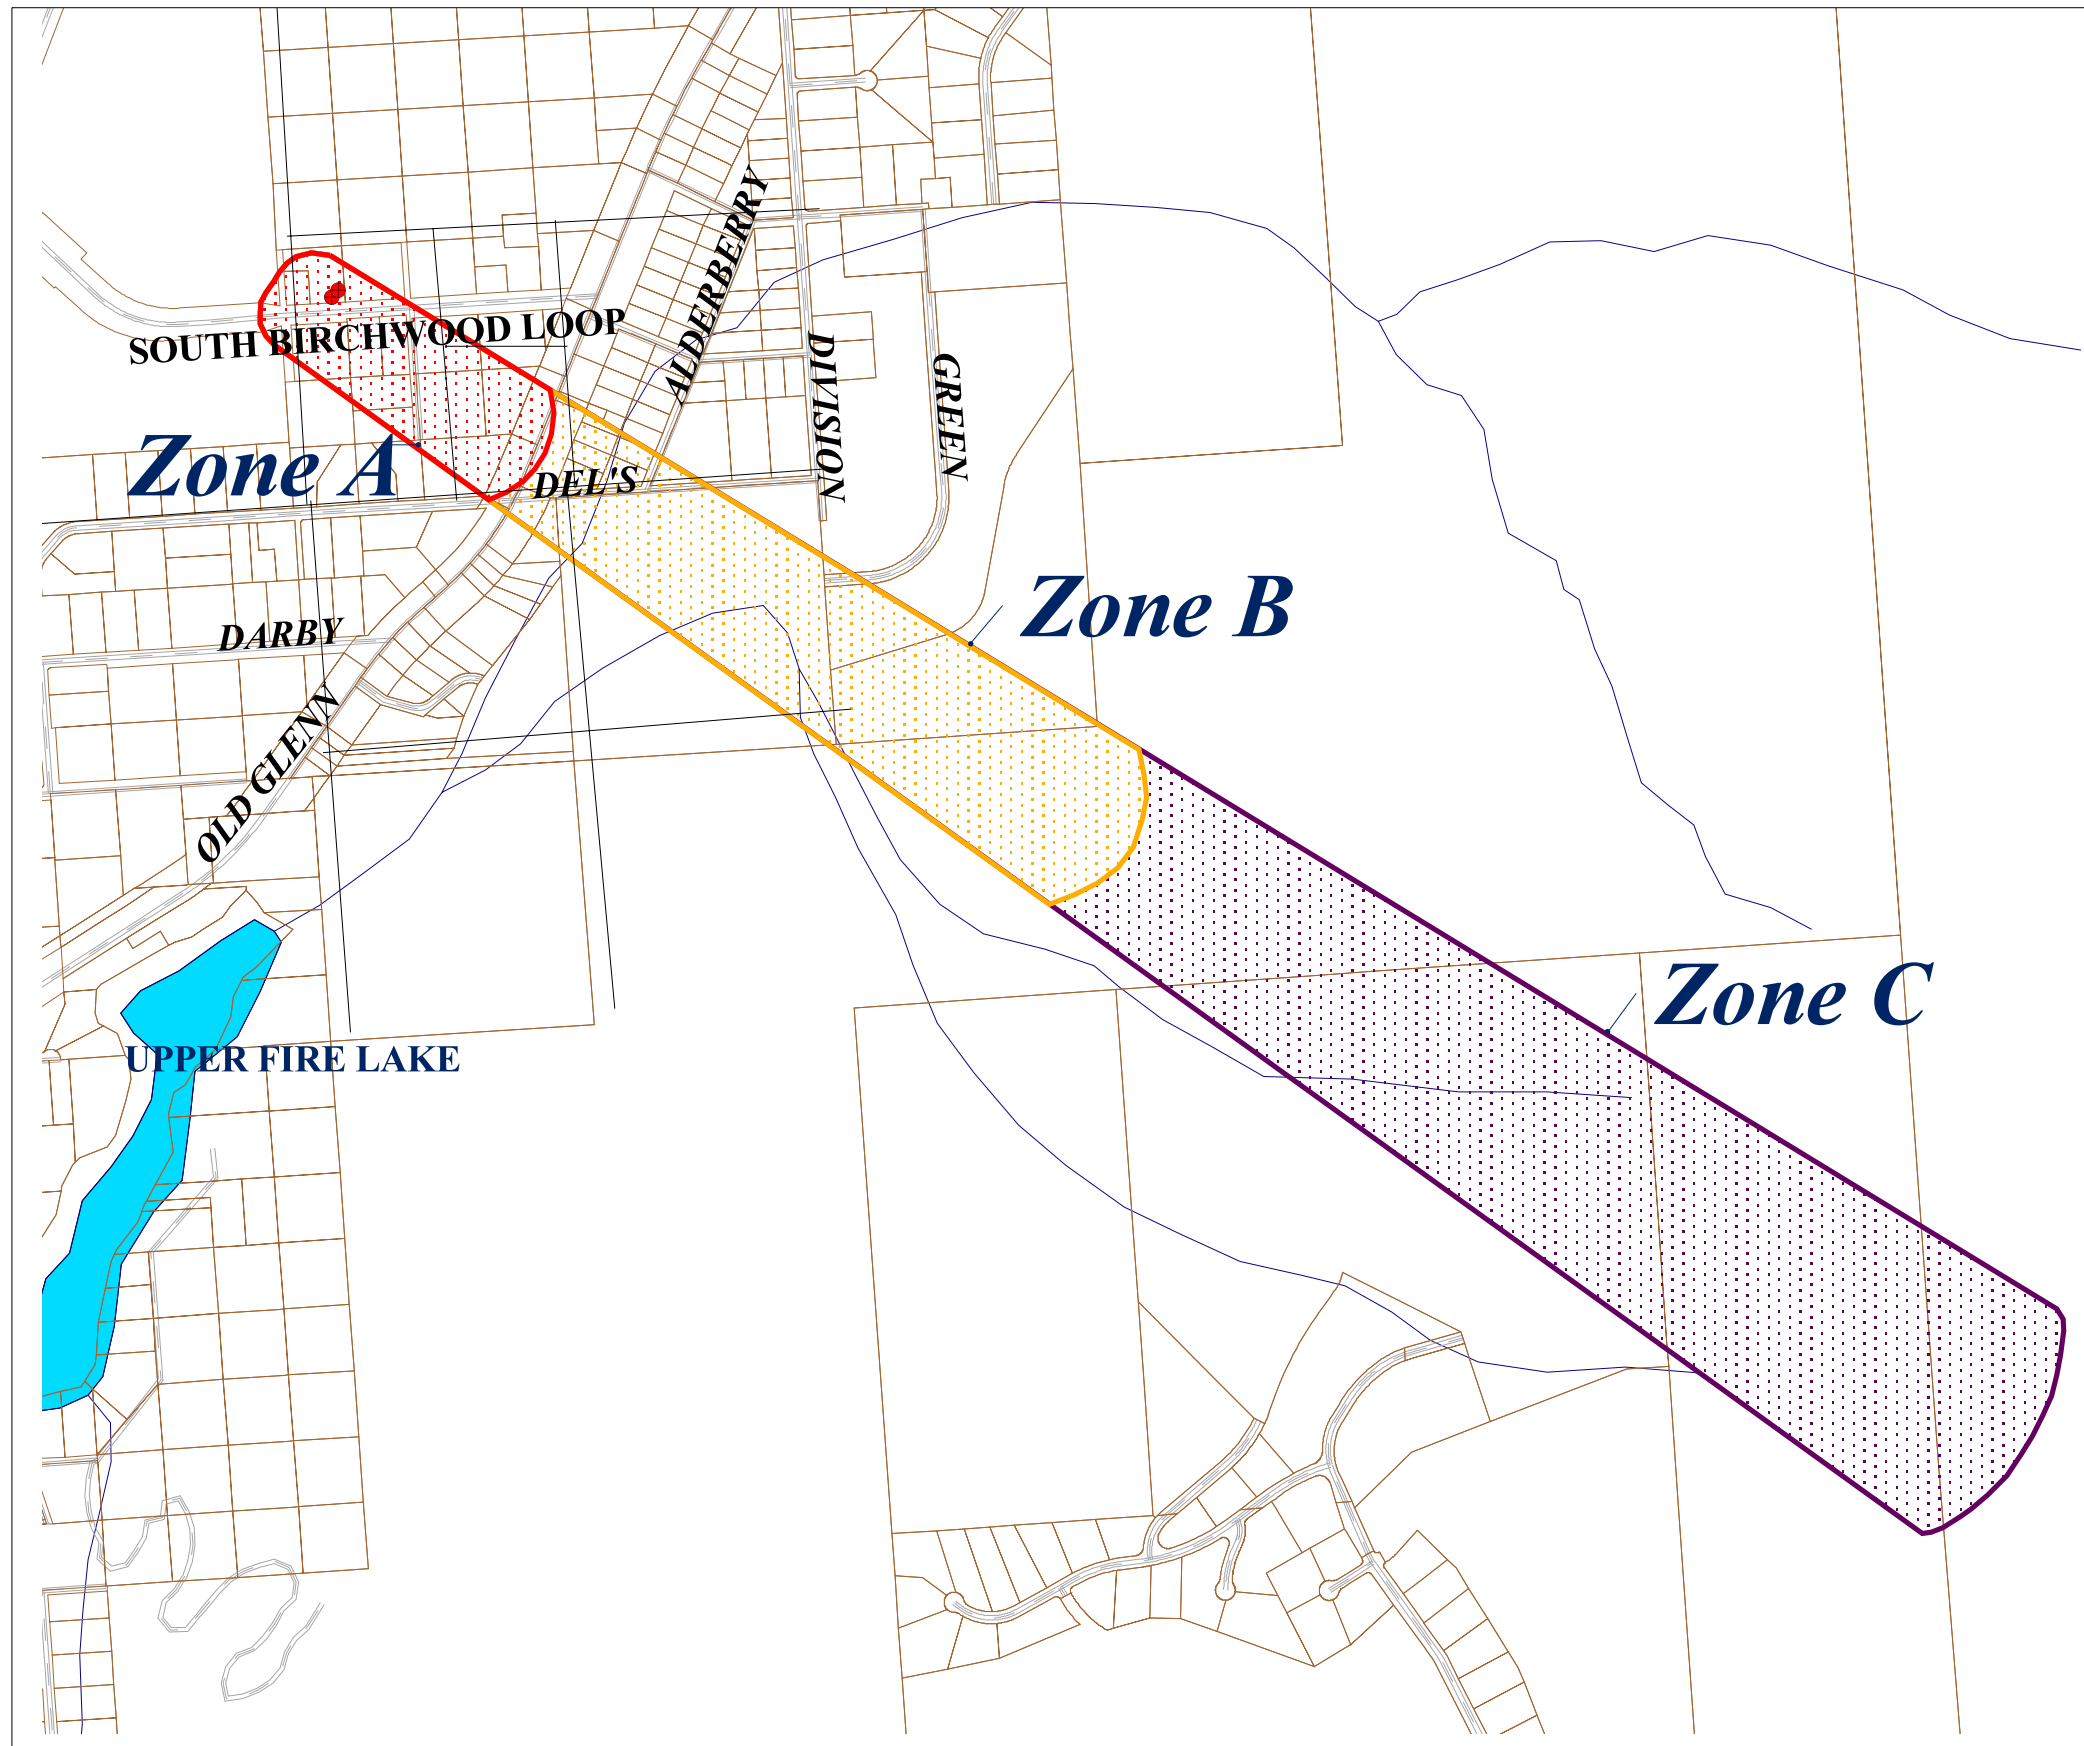 ALDERBERRY
SOUTH BIRCHWOOD LOOP
DIVISION
GREEN
Zone A
DEL'S
Zone B
DARBY
OLD GLENN
Zone C
UPPER FIRE LAKE